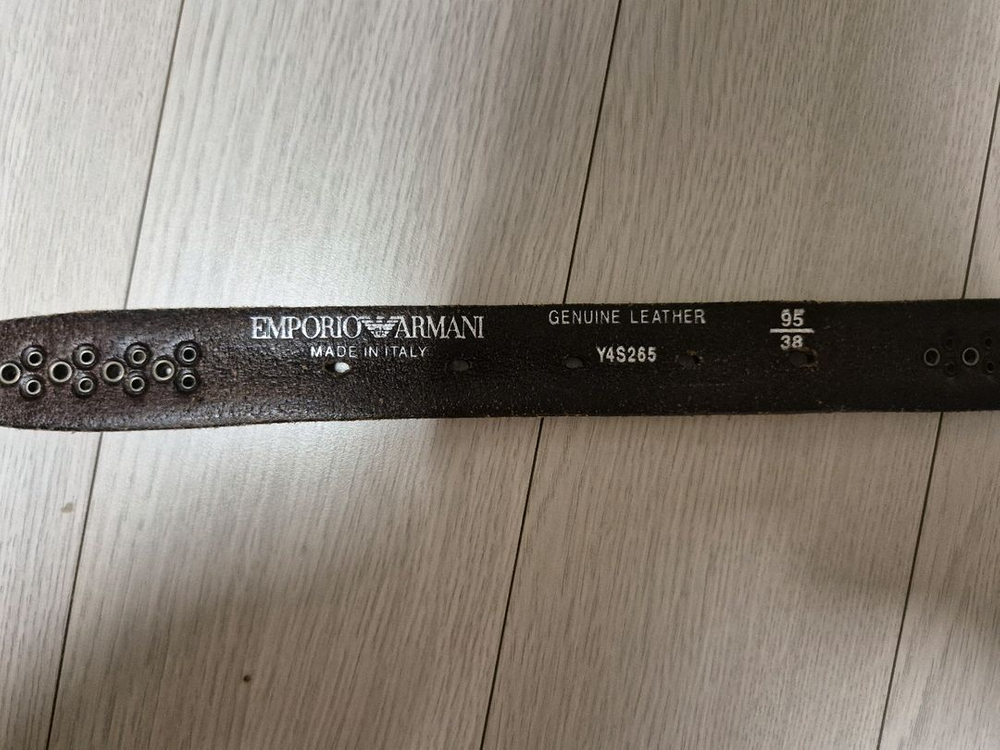 EMPORIO ARMANI
MADE IN ITALY
GENUINE LEATHER
Y4S265
95
38